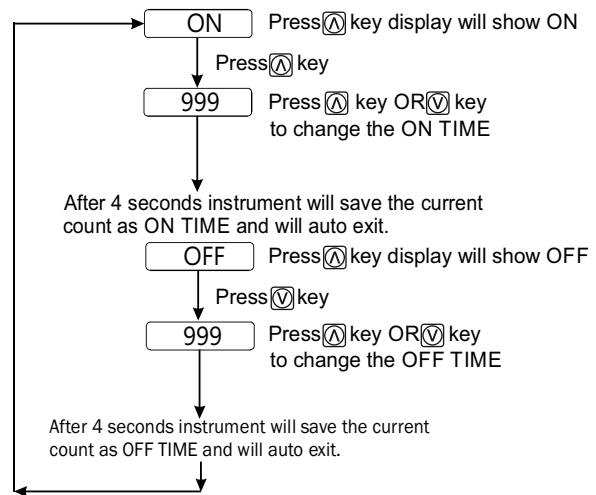 ON Press Ⓐ key display will show ON
Press Ⓐ key
999 Press Ⓐ key OR Ⓥ key
to change the ON TIME
After 4 seconds instrument will save the current
count as ON TIME and will auto exit.
OFF Press Ⓐ key display will show OFF
Press Ⓥ key
999 Press Ⓐ key OR Ⓥ key
to change the OFF TIME
After 4 seconds instrument will save the current
count as OFF TIME and will auto exit.